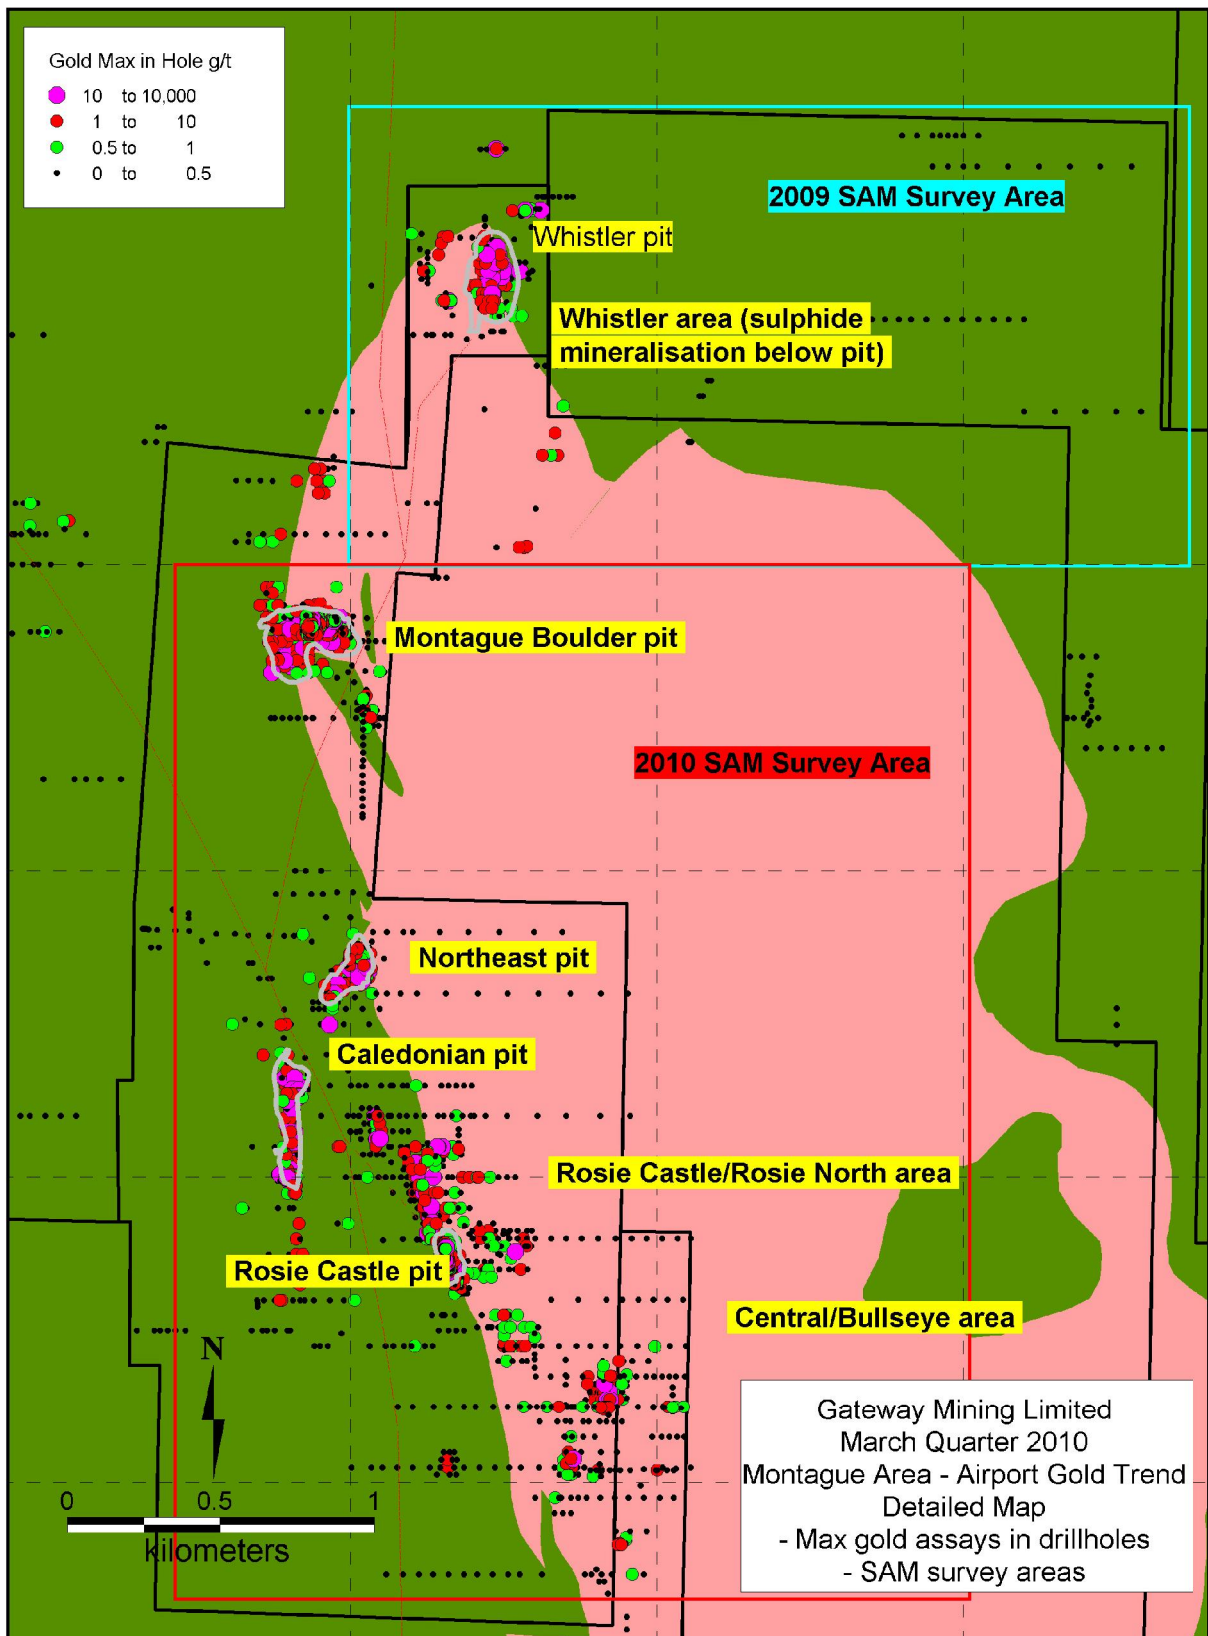 Gold Max in Hole g/t
10 to 10,000
1 to 10
0.5 to 1
0 to 0.5
2009 SAM Survey Area
Whistler pit
Whistler area (sulphide
mineralisation below pit)
Montague Boulder pit
2010 SAM Survey Area
Northeast pit
Caledonian pit
Rosie Castle/Rosie North area
Rosie Castle pit
Central/Bullseye area
N
0 0.5 1
kilometers
Gateway Mining Limited
March Quarter 2010
Montague Area - Airport Gold Trend
Detailed Map
- Max gold assays in drillholes
- SAM survey areas